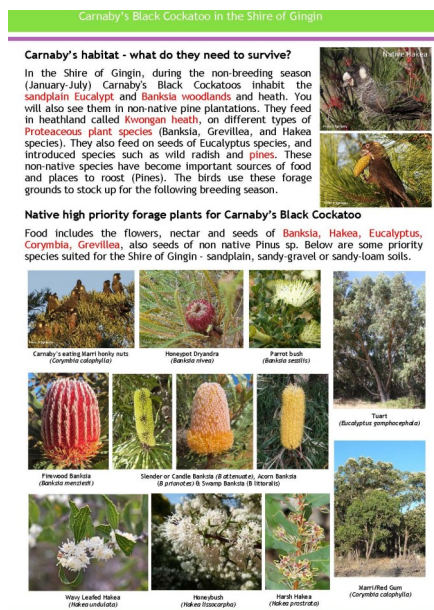 Carnaby's Black Cockatoo in the Shire of Gingin
Carnaby's habitat - what do they need to survive?
Native Hakea
In the Shire of Gingin, during the non-breeding season
(January-July) Carnaby's Black Cockatoos inhabit the
sandplain Eucalypt and Banksia woodlands and heath. You
will also see them in non-native pine plantations. They feed
in heathland called Kwongan heath, on different types of
Proteaceous plant species (Banksia, Grevillea, and Hakea
species). They also feed on seeds of Eucalyptus species, and
introduced species such as wild radish and pines. These
non-native species have become important sources of food
and places to roost (Pines). The birds use these forage
grounds to stock up for the following breeding season.
Native high priority forage plants for Carnaby's Black Cockatoo
Food includes the flowers, nectar and seeds of Banksia, Hakea, Eucalyptus,
Corymbia, Grevillea, also seeds of non native Pinus sp. Below are some priority
species suited for the Shire of Gingin - sandplain, sandy-gravel or sandy-loam soils.
Carnaby's eating Marri honky nuts
(Corymbia calophylla)
Honeypot Dryandra
(Banksia nivea)
Parrot bush
(Banksia sessilis)
Tuart
(Eucalyptus gomphocephala)
Firewood Banksia
(Banksia menziesii)
Slender or Candle Banksia (B attenuate), Acorn Banksia
(B prionotes) & Swamp Banksia (B littoralis)
Wavy Leafed Hakea
(Hakea undulata)
Honeybush
(Hakea lissocarpha)
Harsh Hakea
(Hakea prostrata)
Marri/Red Gum
(Corymbia calophylla)